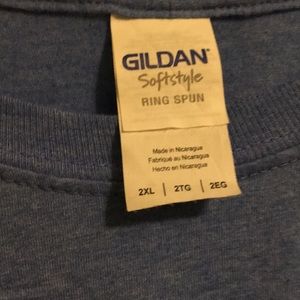 GILDAN®
Softstyle
RING SPUN
Made in Nicaragua
Fabriqué au Nicaragua
Hecho en Nicaragua
2XL | 2TG | 2EG